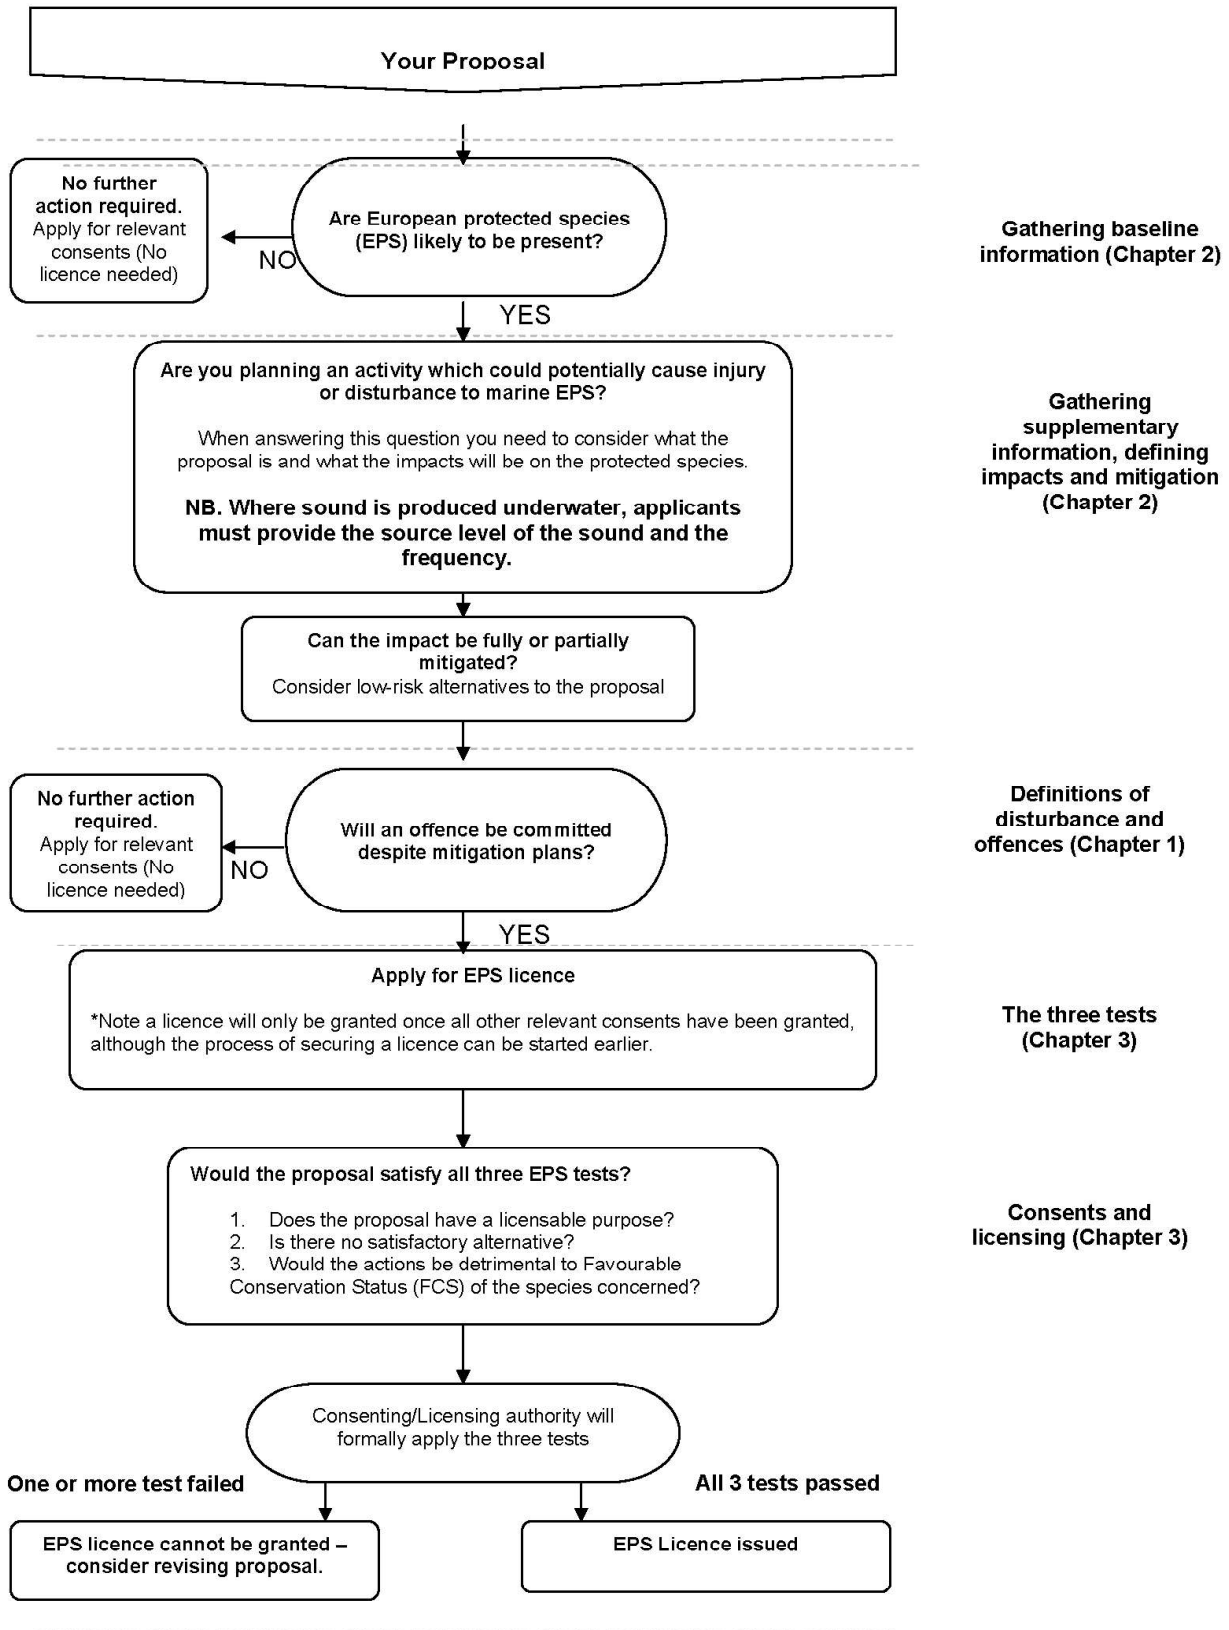 Your Proposal
No further
action required.
Apply for relevant
consents (No
licence needed)
Are European protected species
(EPS) likely to be present?
NO
Gathering baseline
information (Chapter 2)
YES
Are you planning an activity which could potentially cause injury
or disturbance to marine EPS?
When answering this question you need to consider what the
proposal is and what the impacts will be on the protected species.
NB. Where sound is produced underwater, applicants
must provide the source level of the sound and the
frequency.
Gathering
supplementary
information, defining
impacts and mitigation
(Chapter 2)
Can the impact be fully or partially
mitigated?
Consider low-risk alternatives to the proposal
No further action
required.
Apply for relevant
consents (No
licence needed)
NO
Will an offence be committed
despite mitigation plans?
Definitions of
disturbance and
offences (Chapter 1)
YES
Apply for EPS licence
*Note a licence will only be granted once all other relevant consents have been granted,
although the process of securing a licence can be started earlier.
The three tests
(Chapter 3)
Would the proposal satisfy all three EPS tests?
1. Does the proposal have a licensable purpose?
2. Is there no satisfactory alternative?
3. Would the actions be detrimental to Favourable
Conservation Status (FCS) of the species concerned?
Consents and
licensing (Chapter 3)
Consenting/Licensing authority will
formally apply the three tests
One or more test failed
All 3 tests passed
EPS licence cannot be granted –
consider revising proposal.
EPS Licence issued